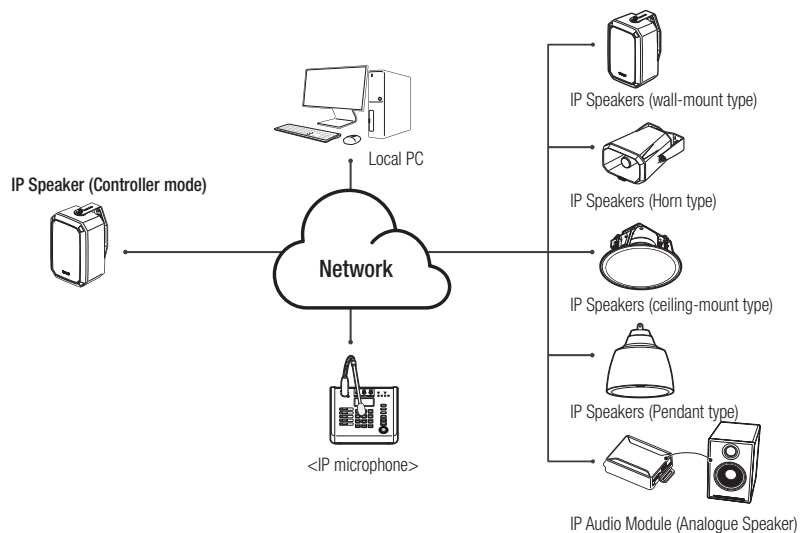 IP Speakers (wall-mount type)
Local PC
IP Speaker (Controller mode)
IP Speakers (Horn type)
Network
IP Speakers (ceiling-mount type)
IP Speakers (Pendant type)
<IP microphone>
IP Audio Module (Analogue Speaker)